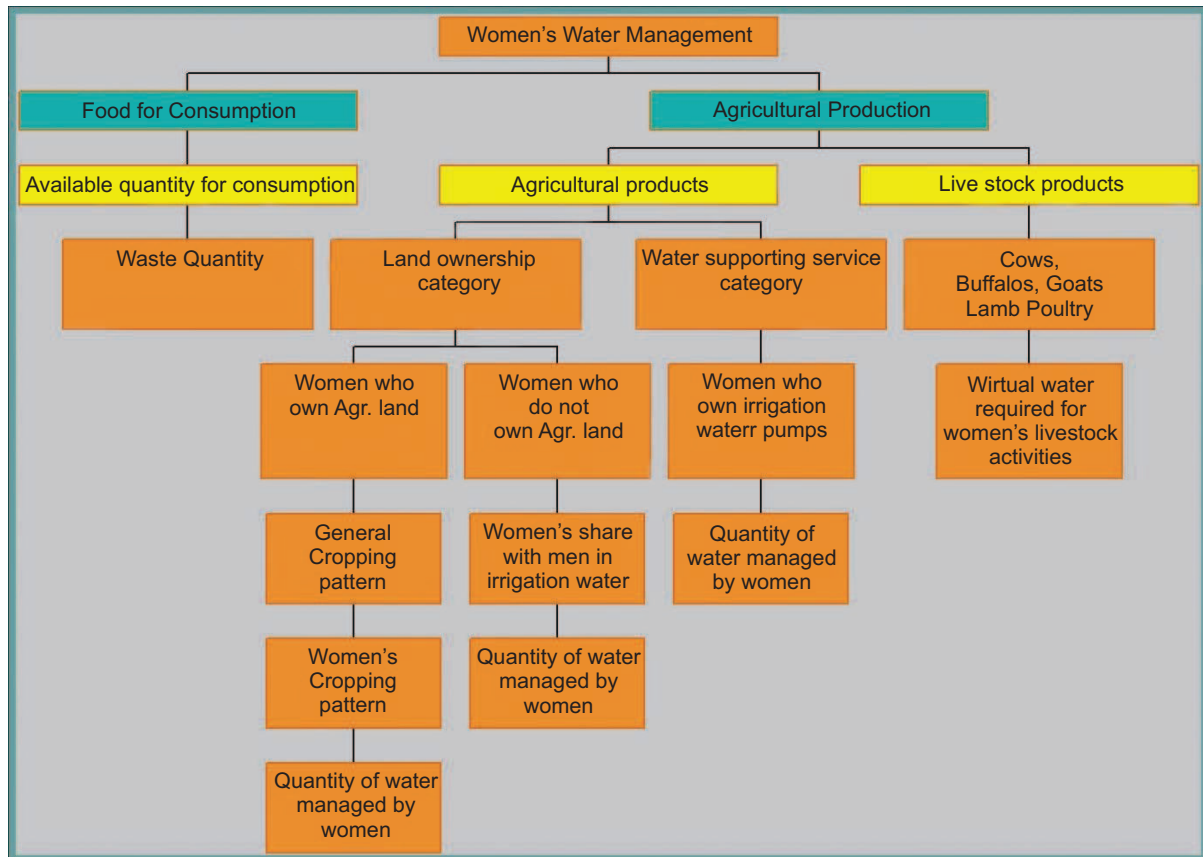 Women's Water Management
Food for Consumption
Agricultural Production
Available quantity for consumption
Agricultural products
Live stock products
Waste Quantity
Land ownership
category
Water supporting service
category
Cows,
Buffalos, Goats
Lamb Poultry
Women who
own Agr. land
Women who
do not
own Agr. land
Women who
own irrigation
waterr pumps
Wirtual water
required for
women's livestock
activities
General
Cropping
pattern
Women's share
with men in
irrigation water
Quantity of
water managed
by women
Women's
Cropping
pattern
Quantity of water
managed by
women
Quantity of water
managed by
women